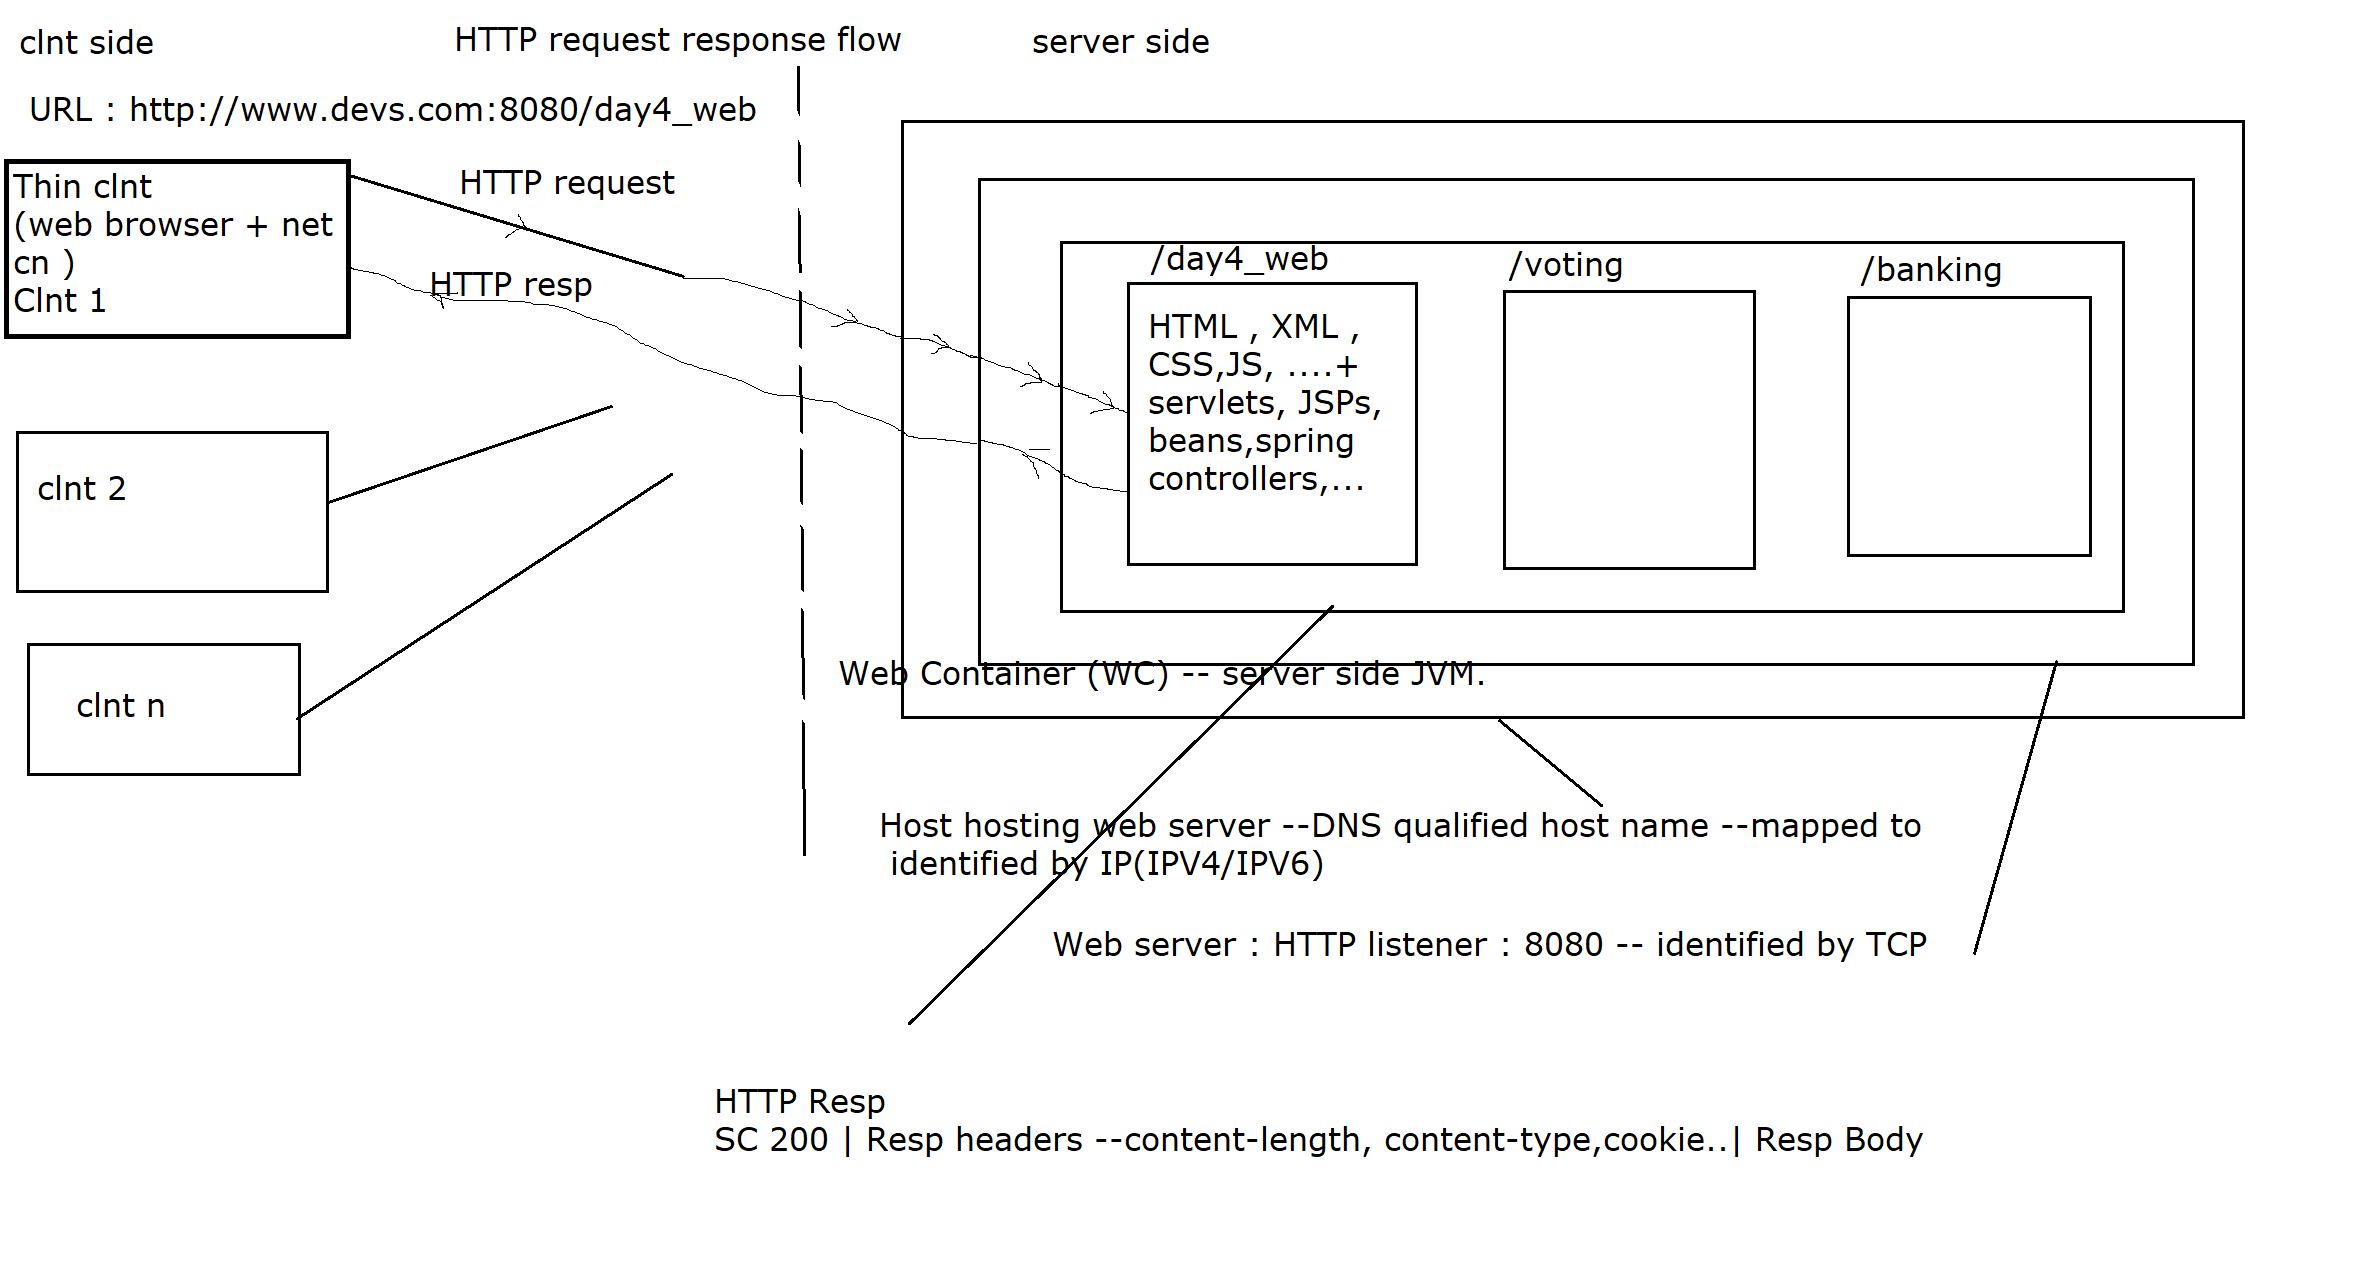 clnt side
HTTP request response flow
server side
URL : http://www.devs.com:8080/day4_web
Thin clnt
(web browser + net
cn )
Clnt 1
HTTP request
HTTP resp
/day4_web
/voting
/banking
HTML , XML ,
CSS,JS, ....+
servlets, JSPs,
beans,spring
controllers,...
clnt 2
clnt n
Web Container (WC) -- server side JVM.
Host hosting web server --DNS qualified host name --mapped to
identified by IP(IPV4/IPV6)
Web server : HTTP listener : 8080 -- identified by TCP
HTTP Resp
SC 200 | Resp headers --content-length, content-type,cookie..| Resp Body